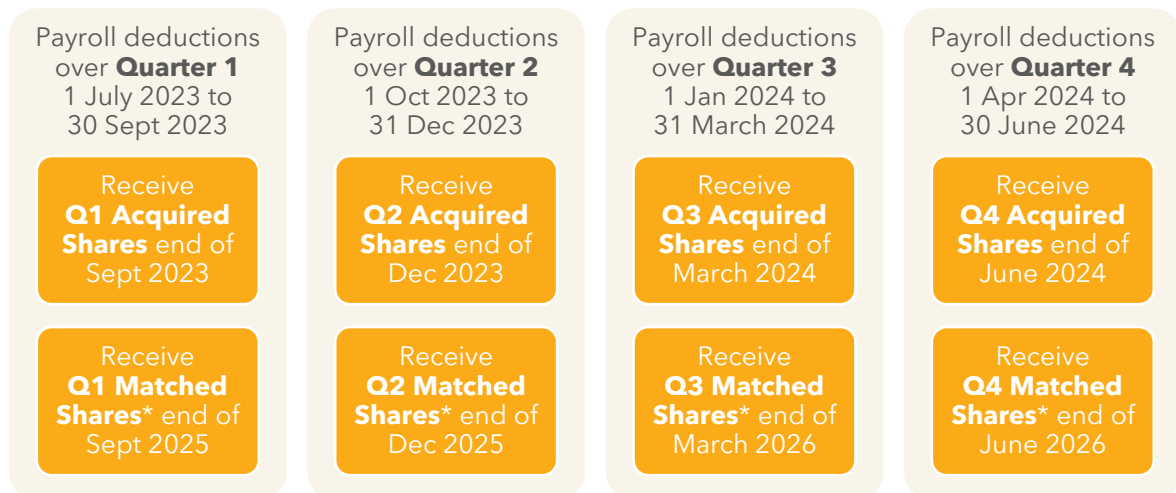 Payroll deductions
over Quarter 1
1 July 2023 to
30 Sept 2023
Receive
Q1 Acquired
Shares end of
Sept 2023
Receive
Q1 Matched
Shares* end of
Sept 2025
Payroll deductions
over Quarter 2
1 Oct 2023 to
31 Dec 2023
Receive
Q2 Acquired
Shares end of
Dec 2023
Receive
Q2 Matched
Shares* end of
Dec 2025
Payroll deductions
over Quarter 3
1 Jan 2024 to
31 March 2024
Receive
Q3 Acquired
Shares end of
March 2024
Receive
Q3 Matched
Shares* end of
March 2026
Payroll deductions
over Quarter 4
1 Apr 2024 to
30 June 2024
Receive
Q4 Acquired
Shares end of
June 2024
Receive
Q4 Matched
Shares* end of
June 2026